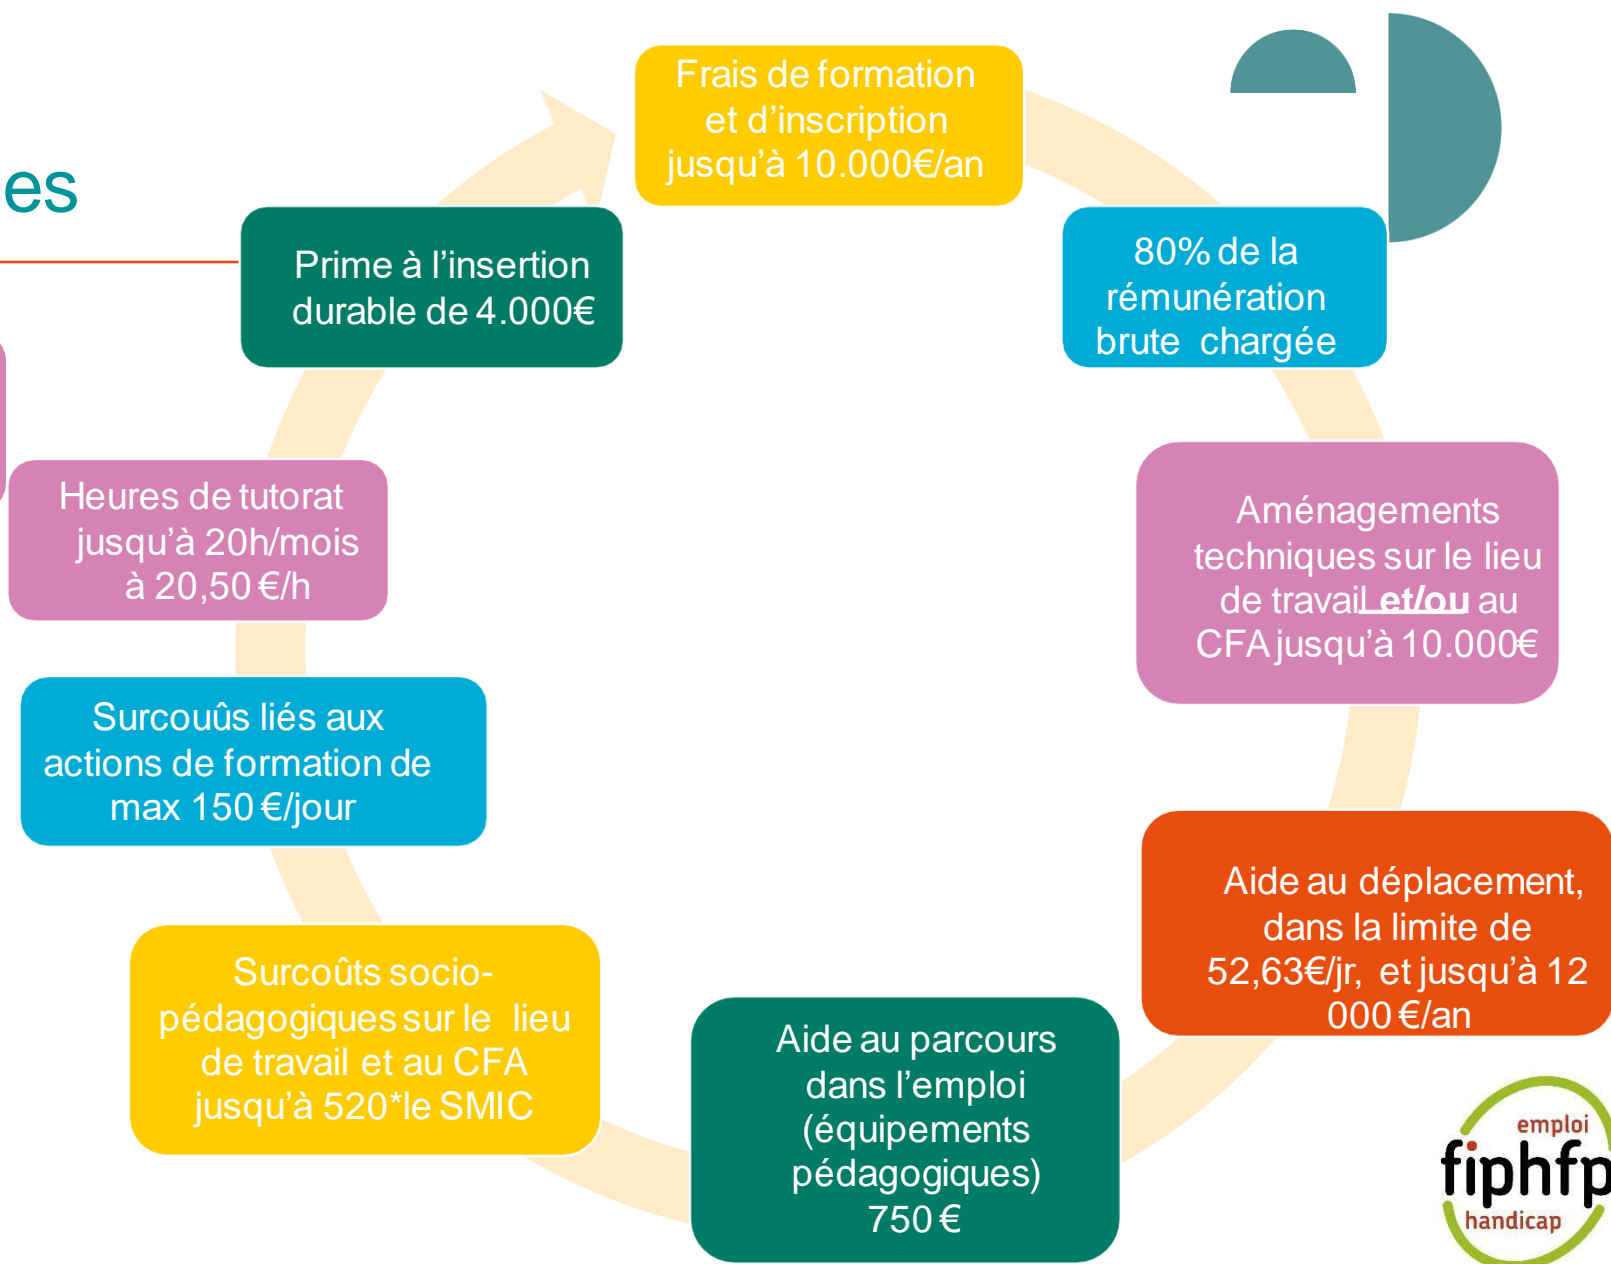 es
Frais de formation
et d’inscription
jusqu’à 10.000€/an
80% de la
rémunération
brute chargée
Aménagements
techniques sur le lieu
de travail et/ou au
CFA jusqu’à 10.000€
Aide au déplacement,
dans la limite de
52,63€/jr, et jusqu’à 12
000 €/an
Aide au parcours
dans l’emploi
(équipements
pédagogiques)
750 €
Surcoûts socio-
pédagogiques sur le lieu
de travail et au CFA
jusqu’à 520*le SMIC
Surcouûs liés aux
actions de formation de
max 150 €/jour
Heures de tutorat
jusqu’à 20h/mois
à 20,50 €/h
Prime à l’insertion
durable de 4.000€
emploi
fiphfp
handicap